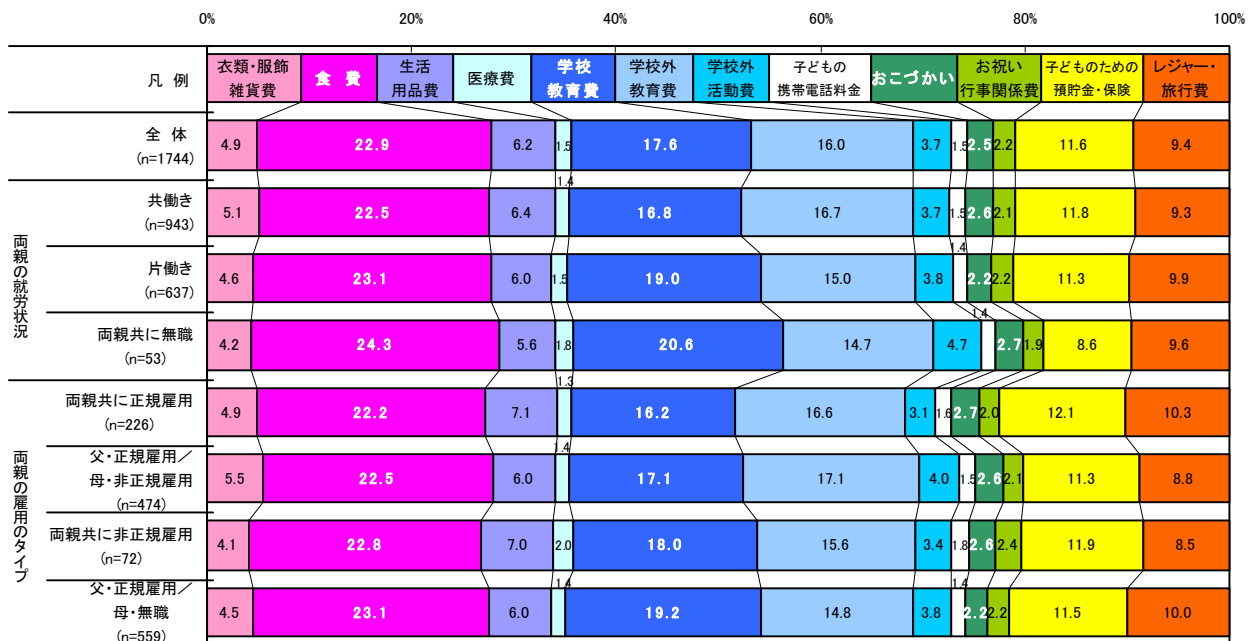 0% 20% 40% 60% 80% 100%
凡 例
衣類・服飾
雑貨費
食 費
生活
用品費
医療費
学校
教育費
学校外
教育費
学校外
活動費
子どもの
携帯電話料金
おこづかい
お祝い
行事関係費
子どものための
預貯金・保険
レジャー・
旅行費
全 体
(n=1744)
4.9 22.9 6.2 1.5 17.6 16.0 3.7 1.5 2.5 2.2 11.6 9.4
両親の就労状況
共働き
(n=943)
5.1 22.5 6.4 1.4 16.8 16.7 3.7 1.5 2.6 2.1 11.8 9.3
片働き
(n=637)
4.6 23.1 6.0 1.5 19.0 15.0 3.8 1.4 2.2 2.2 11.3 9.9
両親共に無職
(n=53)
4.2 24.3 5.6 1.8 20.6 14.7 4.7 1.4 2.7 1.9 8.6 9.6
両親の雇用のタイプ
両親共に正規雇用
(n=226)
4.9 22.2 7.1 1.3 16.2 16.6 3.1 1.6 2.7 2.0 12.1 10.3
父・正規雇用／
母・非正規雇用
(n=474)
5.5 22.5 6.0 1.4 17.1 17.1 4.0 1.5 2.6 2.1 11.3 8.8
両親共に非正規雇用
(n=72)
4.1 22.8 7.0 2.0 18.0 15.6 3.4 1.8 2.6 2.4 11.9 8.5
父・正規雇用／
母・無職
(n=559)
4.5 23.1 6.0 1.4 19.2 14.8 3.8 1.4 2.2 2.2 11.5 10.0